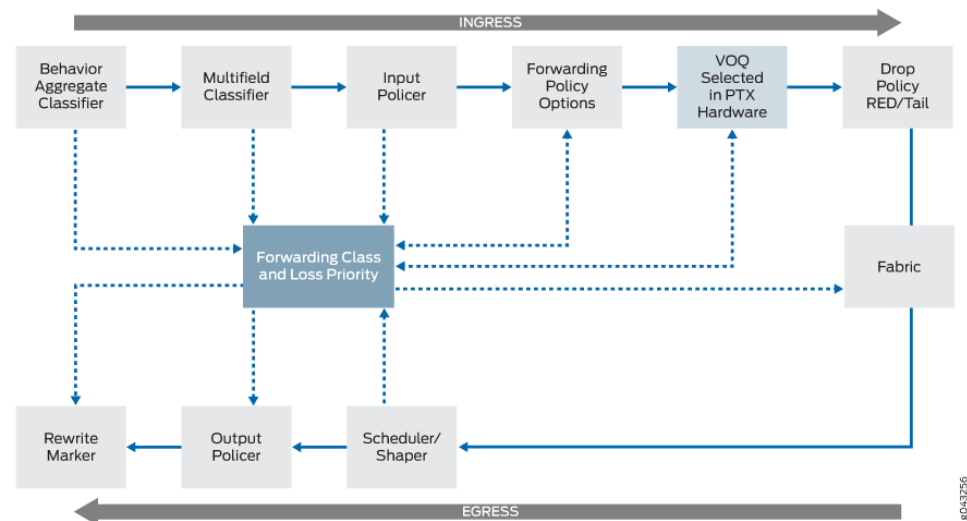 INGRESS
Behavior
Aggregate
Classifier
Multifield
Classifier
Input
Policer
Forwarding
Policy
Options
VOQ
Selected
in PTX
Hardware
Drop
Policy
RED/Tail
Forwarding Class
and Loss Priority
Fabric
Rewrite
Marker
Output
Policer
Scheduler/
Shaper
EGRESS
g043256